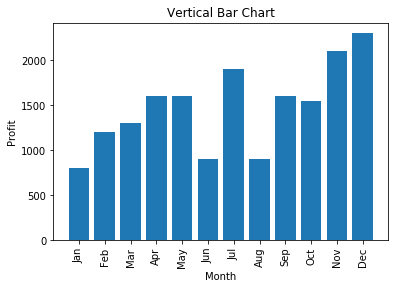 Vertical Bar Chart
2000
1500
1000
500
0
Profit
Jan Feb Mar Apr May Jun Jul Aug Sep Oct Nov Dec
Month